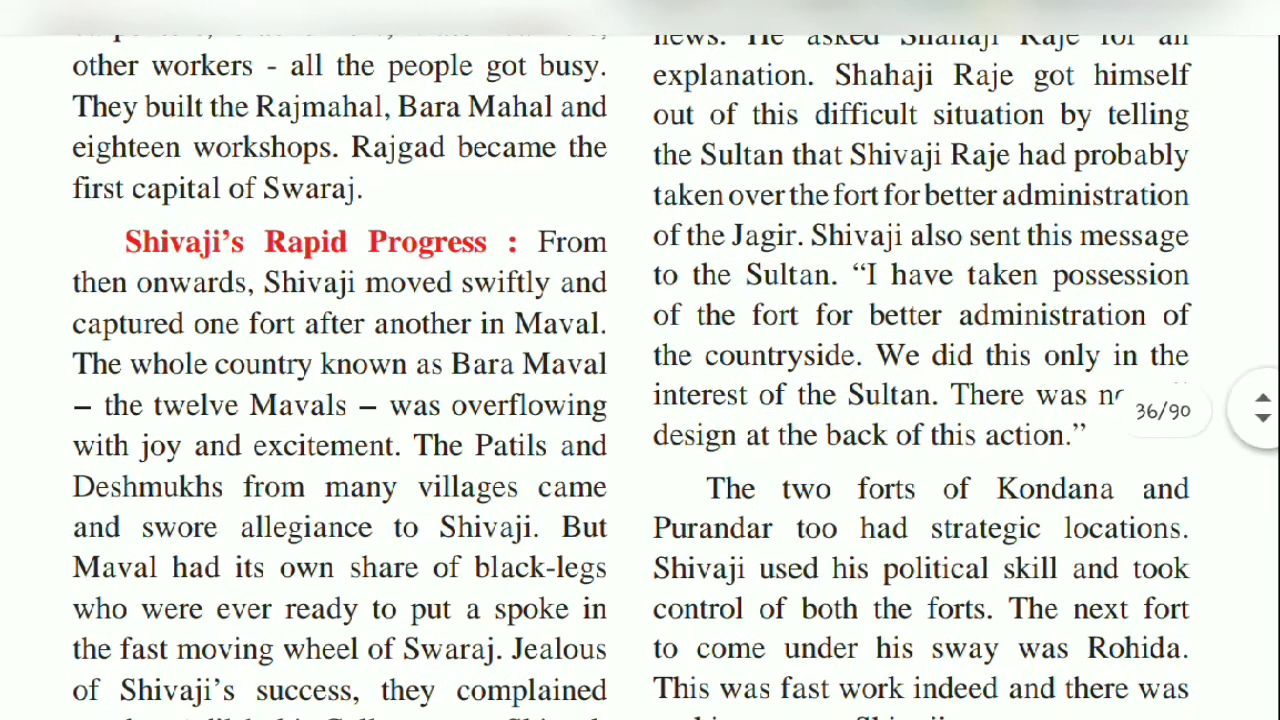 other workers - all the people got busy.
They built the Rajmahal, Bara Mahal and
eighteen workshops. Rajgad became the
first capital of Swaraj.
Shivaji's Rapid Progress : From
then onwards, Shivaji moved swiftly and
captured one fort after another in Maval.
The whole country known as Bara Maval
– the twelve Mavals – was overflowing
with joy and excitement. The Patils and
Deshmukhs from many villages came
and swore allegiance to Shivaji. But
Maval had its own share of black-legs
who were ever ready to put a spoke in
the fast moving wheel of Swaraj. Jealous
of Shivaji's success, they complained
news. He asked Shahaji Raje for an
explanation. Shahaji Raje got himself
out of this difficult situation by telling
the Sultan that Shivaji Raje had probably
taken over the fort for better administration
of the Jagir. Shivaji also sent this message
to the Sultan. “I have taken possession
of the fort for better administration of
the countryside. We did this only in the
interest of the Sultan. There was
design at the back of this action.”
The two forts of Kondana and
Purandar too had strategic locations.
Shivaji used his political skill and took
control of both the forts. The next fort
to come under his sway was Rohida.
This was fast work indeed and there was
36/90